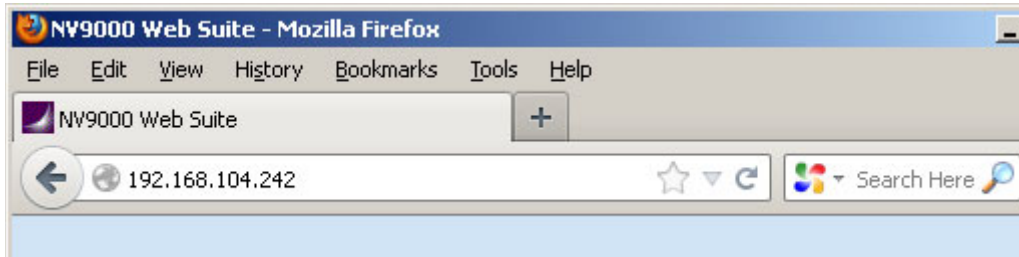 NV9000 Web Suite - Mozilla Firefox
File Edit View History Bookmarks Tools Help
NV9000 Web Suite +
192.168.104.242 Search Here